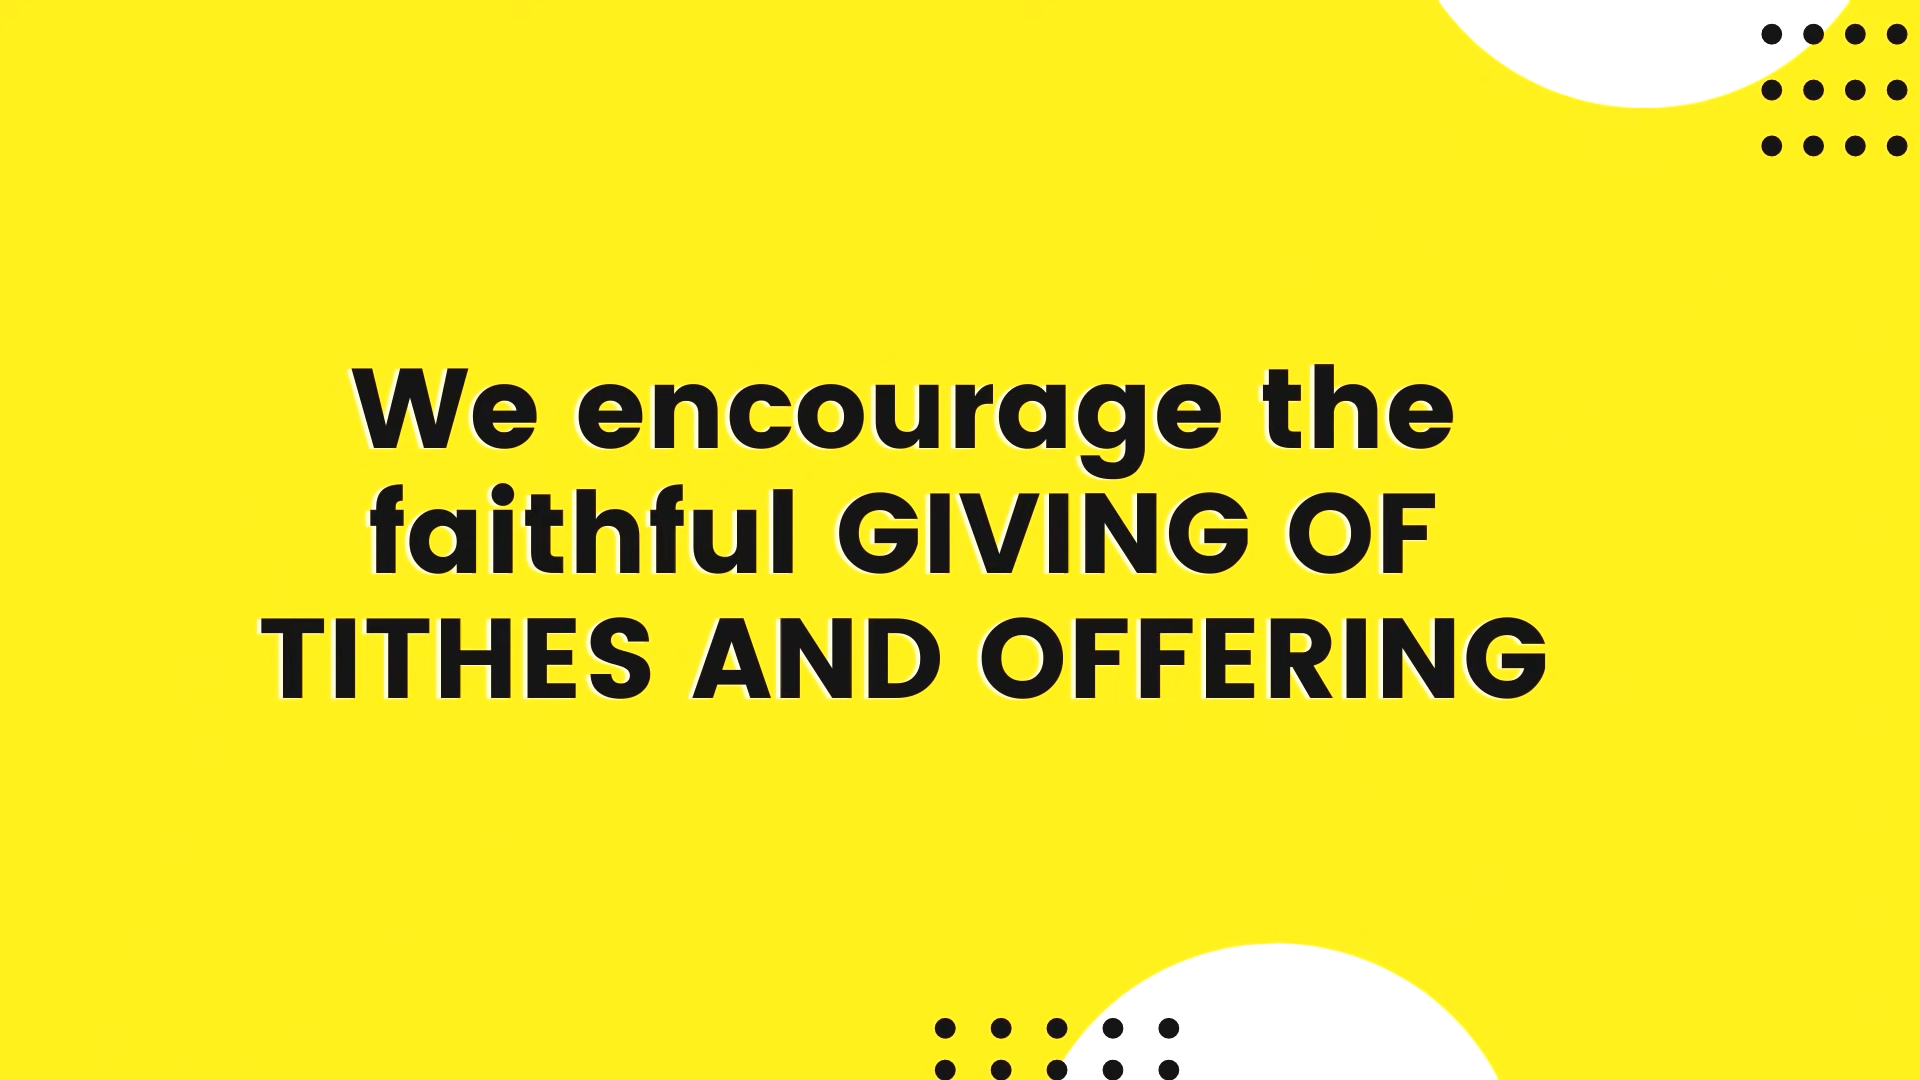 We encourage the
faithful GIVING OF
TITHES AND OFFERING